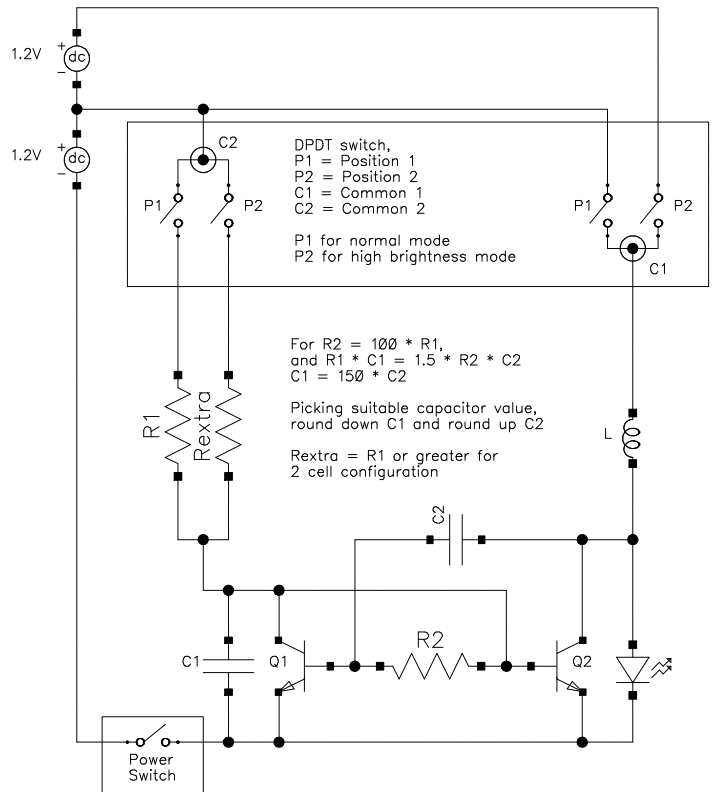 1.2V
+
dc
−
1.2V
+
dc
−
C2
DPDT switch,
P1 = Position 1
P2 = Position 2
C1 = Common 1
C2 = Common 2
P1
P2
P1
P2
P1 for normal mode
P2 for high brightness mode
C1
For R2 = 100 * R1,
and R1 * C1 = 1.5 * R2 * C2
C1 = 150 * C2
Picking suitable capacitor value,
round down C1 and round up C2
Rextra = R1 or greater for
2 cell configuration
R1
Rextra
L
C2
C1
Q1
R2
Q2
Power
Switch